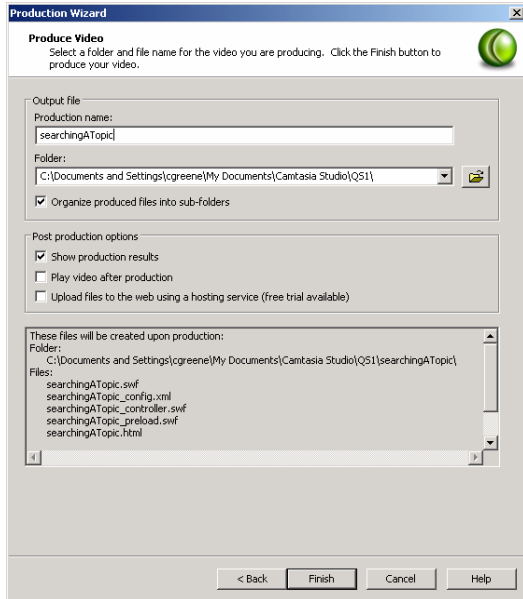 Production Wizard
Produce Video
Select a folder and file name for the video you are producing. Click the Finish button to
produce your video.
Output file
Production name:
searchingATopic
Folder:
C:\Documents and Settings\cgreene\My Documents\Camtasia Studio\QS1\
Organize produced files into sub-folders
Post production options
Show production results
Play video after production
Upload files to the web using a hosting service (free trial available)
These files will be created upon production:
Folder:
C:\Documents and Settings\cgreene\My Documents\Camtasia Studio\QS1\searchingATopic\
Files:
searchingATopic.swf
searchingATopic_config.xml
searchingATopic_controller.swf
searchingATopic_preload.swf
searchingATopic.html
< Back Finish Cancel Help